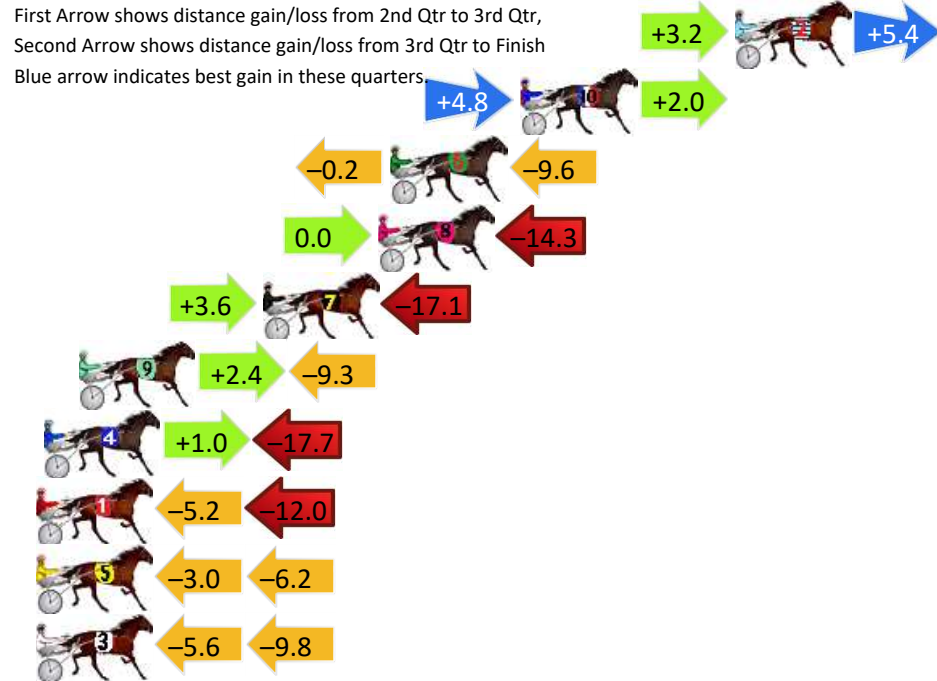 First Arrow shows distance gain/loss from 2nd Qtr to 3rd Qtr,
Second Arrow shows distance gain/loss from 3rd Qtr to Finish
Blue arrow indicates best gain in these quarters.
+3.2 2 +5.4
+4.8 10 +2.0
–0.2 6 –9.6
0.0 8 –14.3
+3.6 7 –17.1
9 +2.4 –9.3
4 +1.0 –17.7
1 –5.2 –12.0
5 –3.0 –6.2
3 –5.6 –9.8